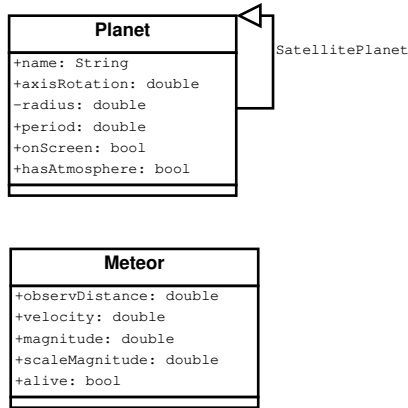 Planet
SatellitePlanet
+name: String
+axisRotation: double
-radius: double
+period: double
+onScreen: bool
+hasAtmosphere: bool
Meteor
+observDistance: double
+velocity: double
+magnitude: double
+scaleMagnitude: double
+alive: bool